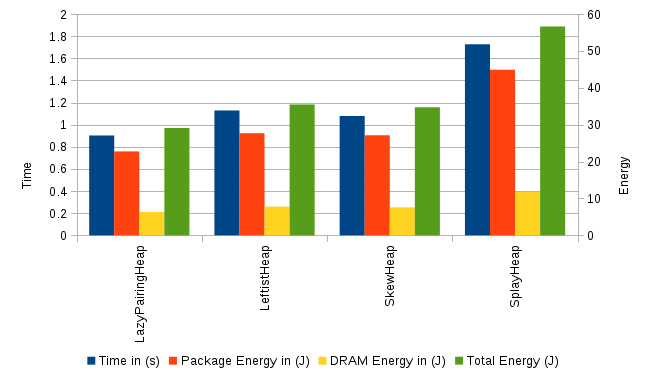 2
1.8
1.6
1.4
1.2
1
0.8
0.6
0.4
0.2
0
Time
60
50
40
30
20
10
0
Energy
LazyPairingHeap
LeftistHeap
SkewHeap
SplayHeap
Time in (s) Package Energy in (J) DRAM Energy in (J) Total Energy (J)